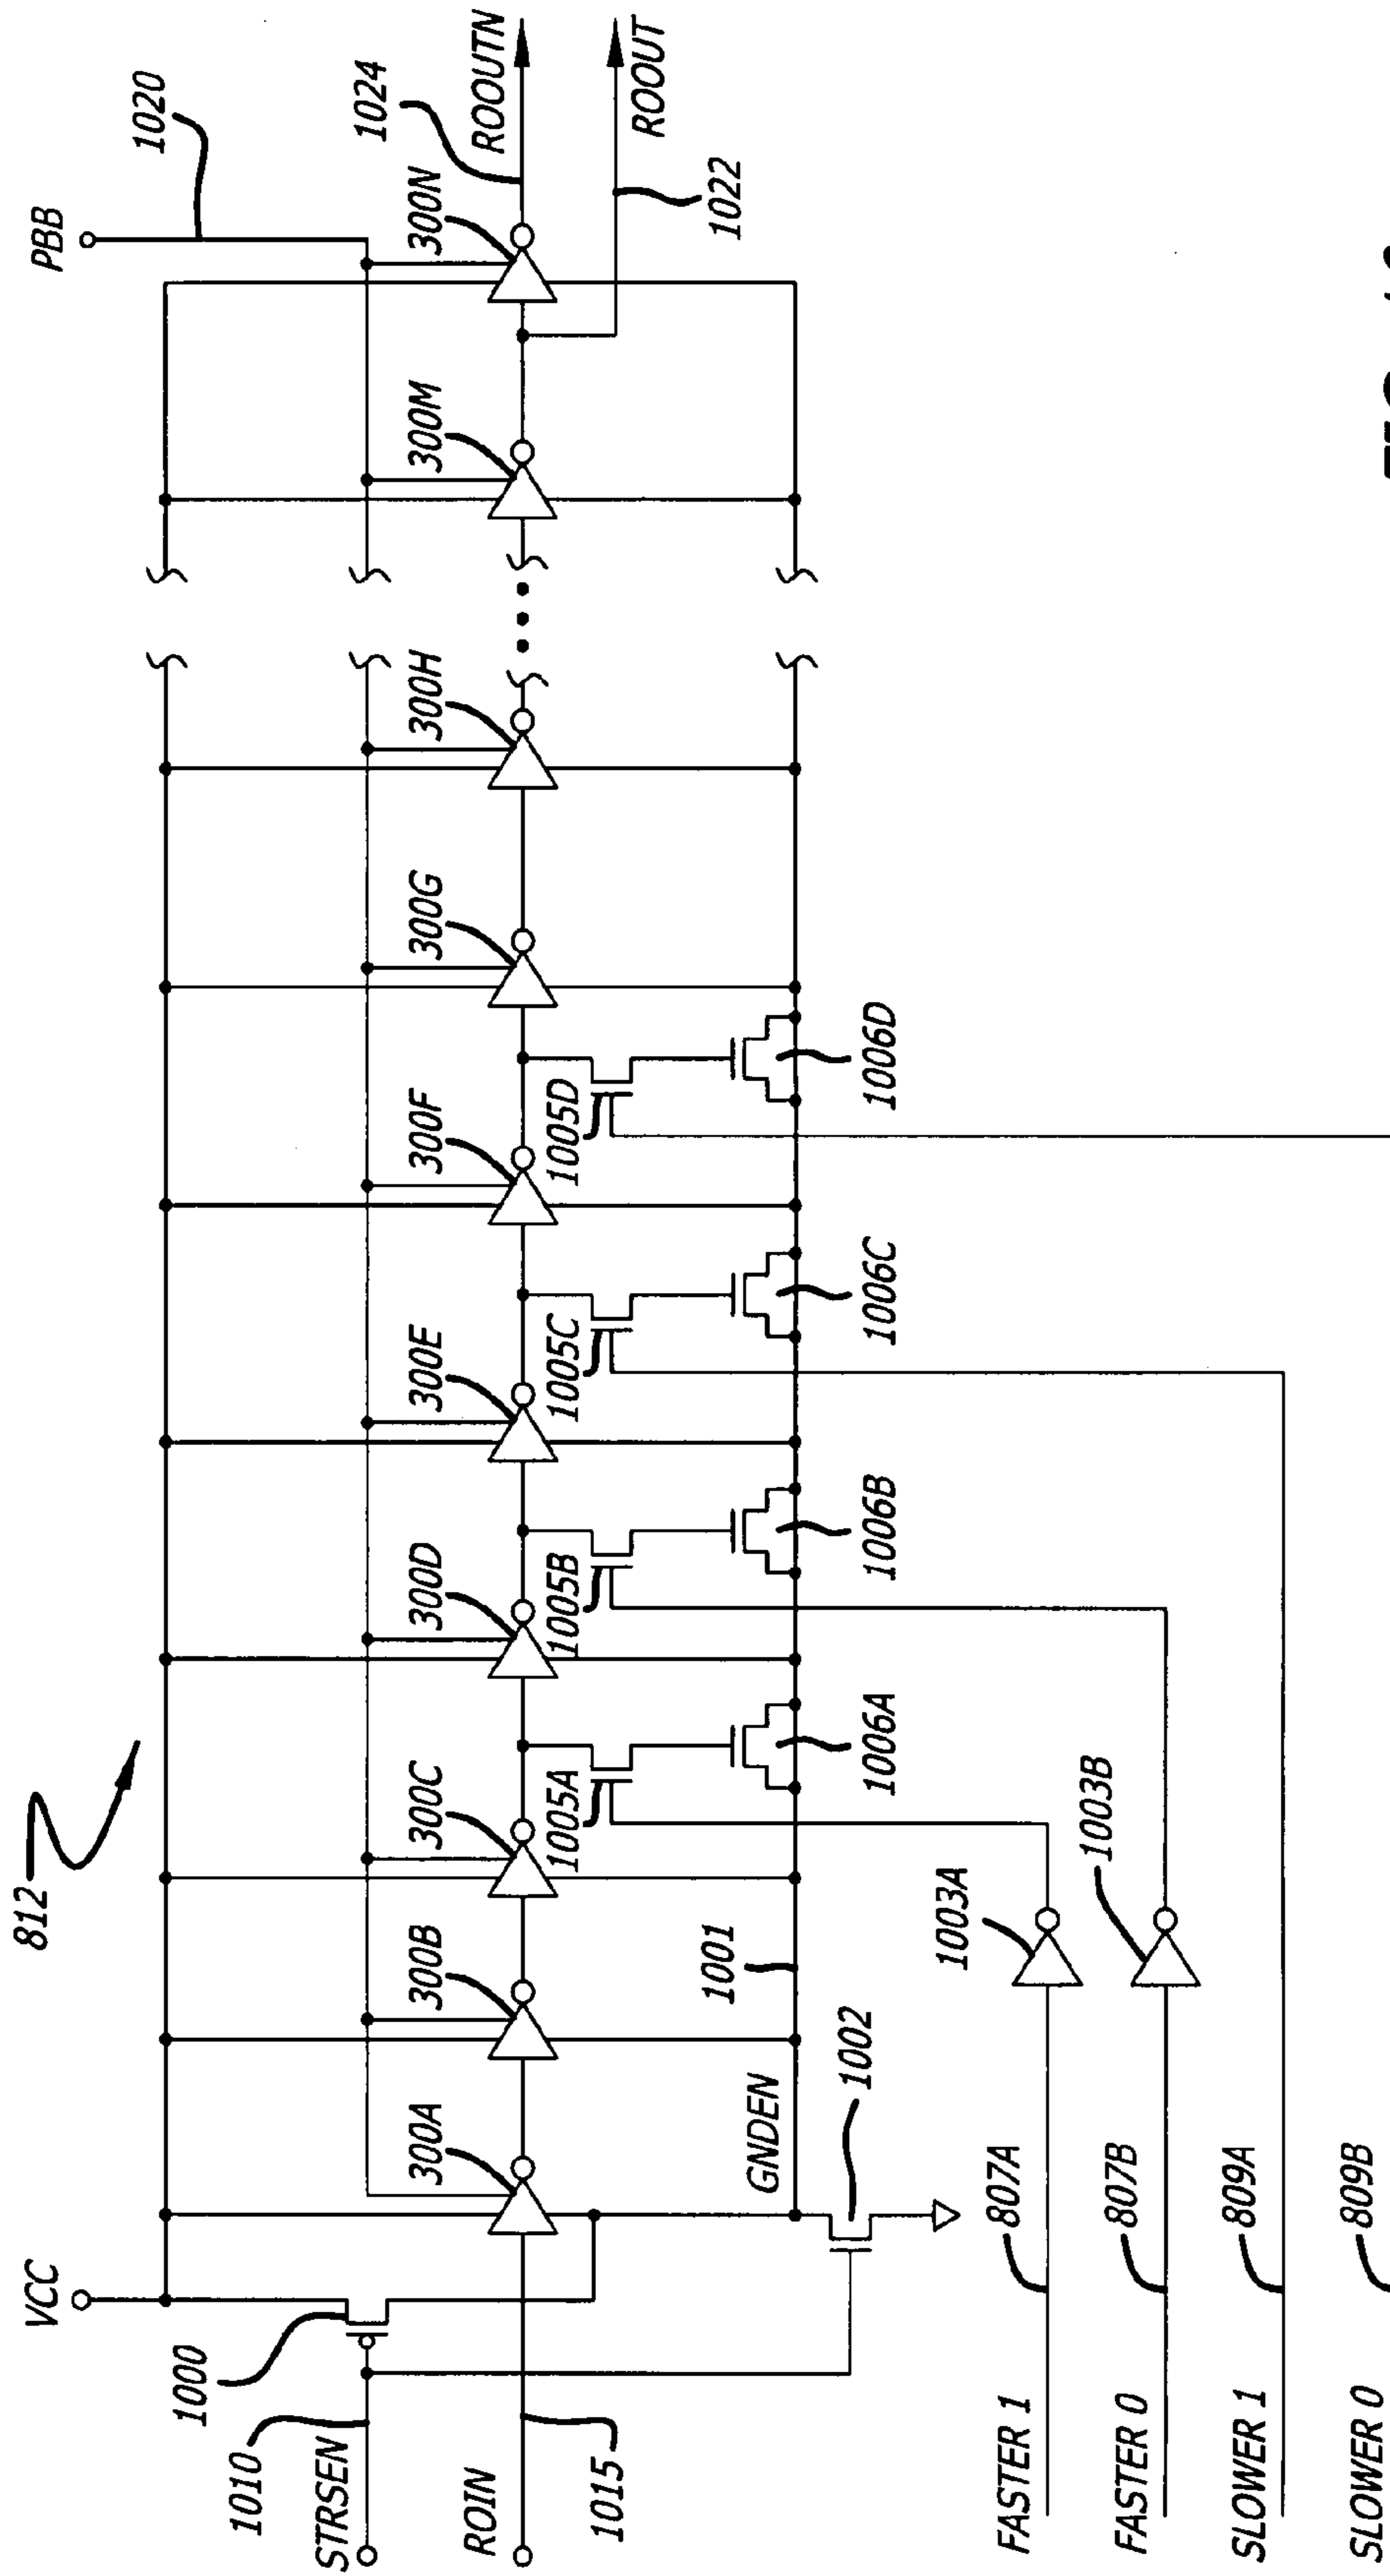 812
PBB
1020
VCC
1000
1010
STRSEN
1024
ROOUTN
300A
300B
300C
300D
300E
300F
300G
300H
300M
300N
ROIN
1015
1005A
1005B
1005C
1005D
ROOUT
1022
GNDEN
1001
1002
1006A
1006B
1006C
1006D
1003A
1003B
FASTER 1
807A
FASTER 0
807B
SLOWER 1
809A
SLOWER 0
809B